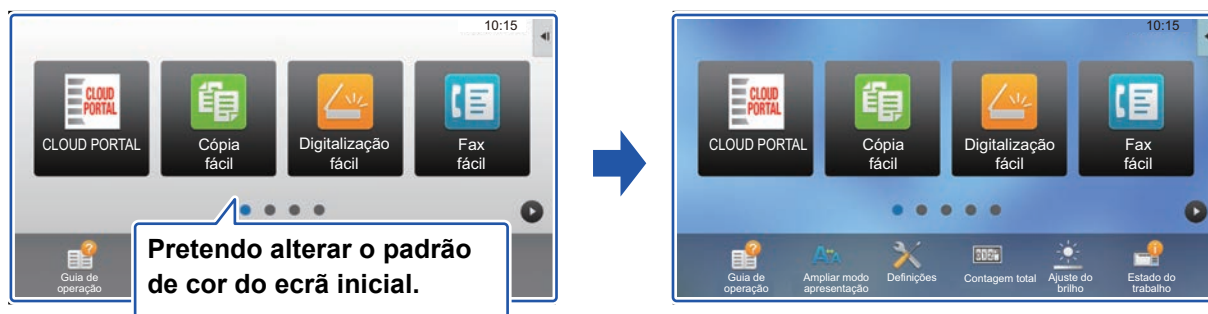 10:15
CLOUD
PORTAL
CLOUD PORTAL
Cópia
fácil
Digitalização
fácil
Fax
fácil
Guia de
operação
Pretendo alterar o padrão
de cor do ecrã inicial.
10:15
CLOUD
PORTAL
CLOUD PORTAL
Cópia
fácil
Digitalização
fácil
Fax
fácil
Guia de
operação
Ampliar modo
apresentação
Definições
Contagem total
Ajuste do
brilho
Estado do
trabalho